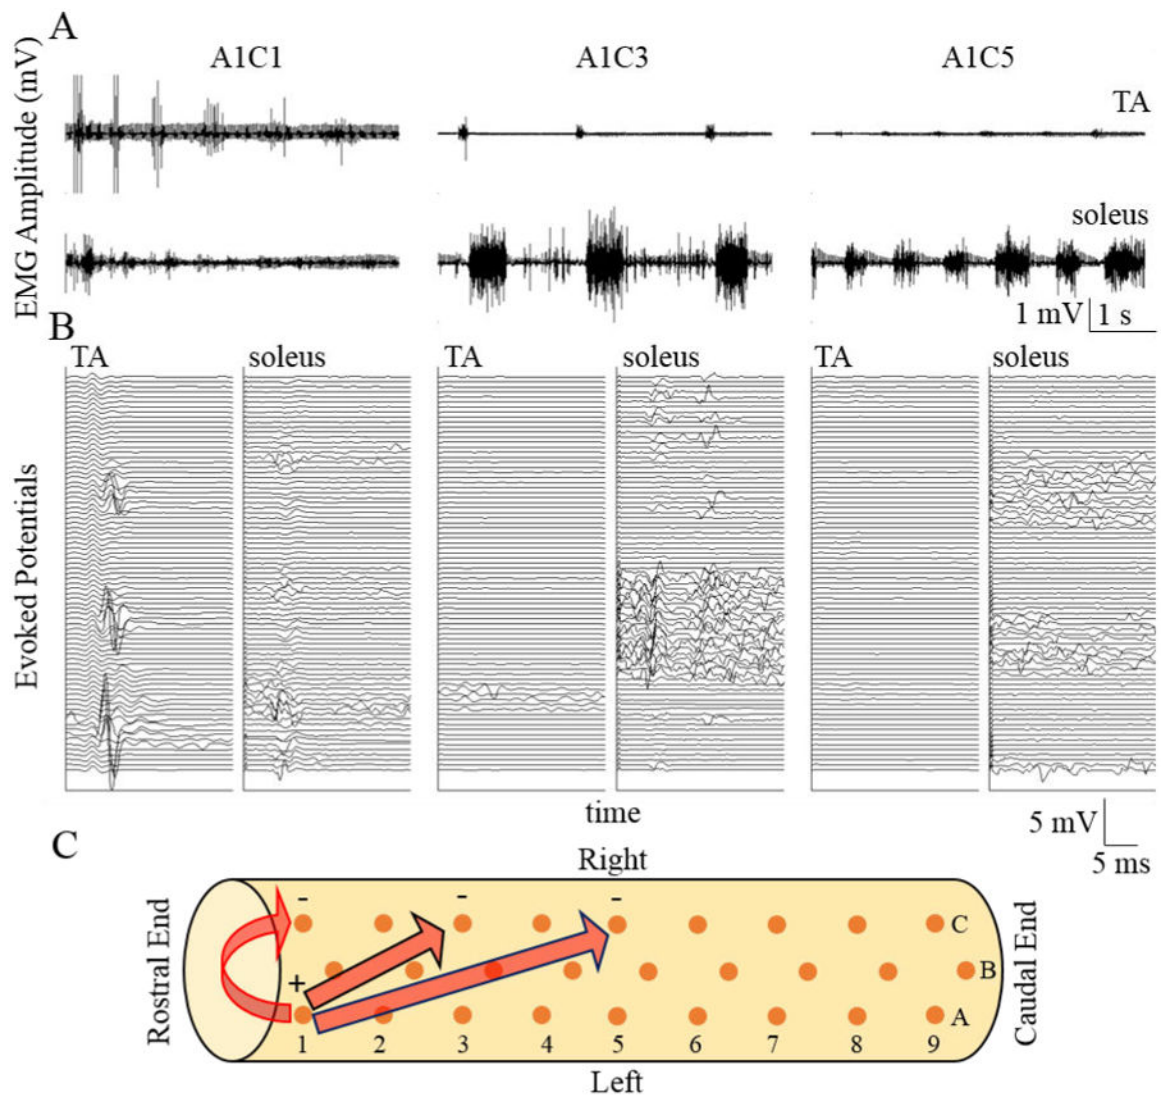 A
A1C1 A1C3 A1C5
EMG Amplitude (mV)
TA
soleus
1 mV 1 s
B
TA soleus TA soleus TA soleus
Evoked Potentials
time
5 mV
5 ms
C
Right
Rostral End
Caudal End
- - -
C
+
B
A
1 2 3 4 5 6 7 8 9
Left